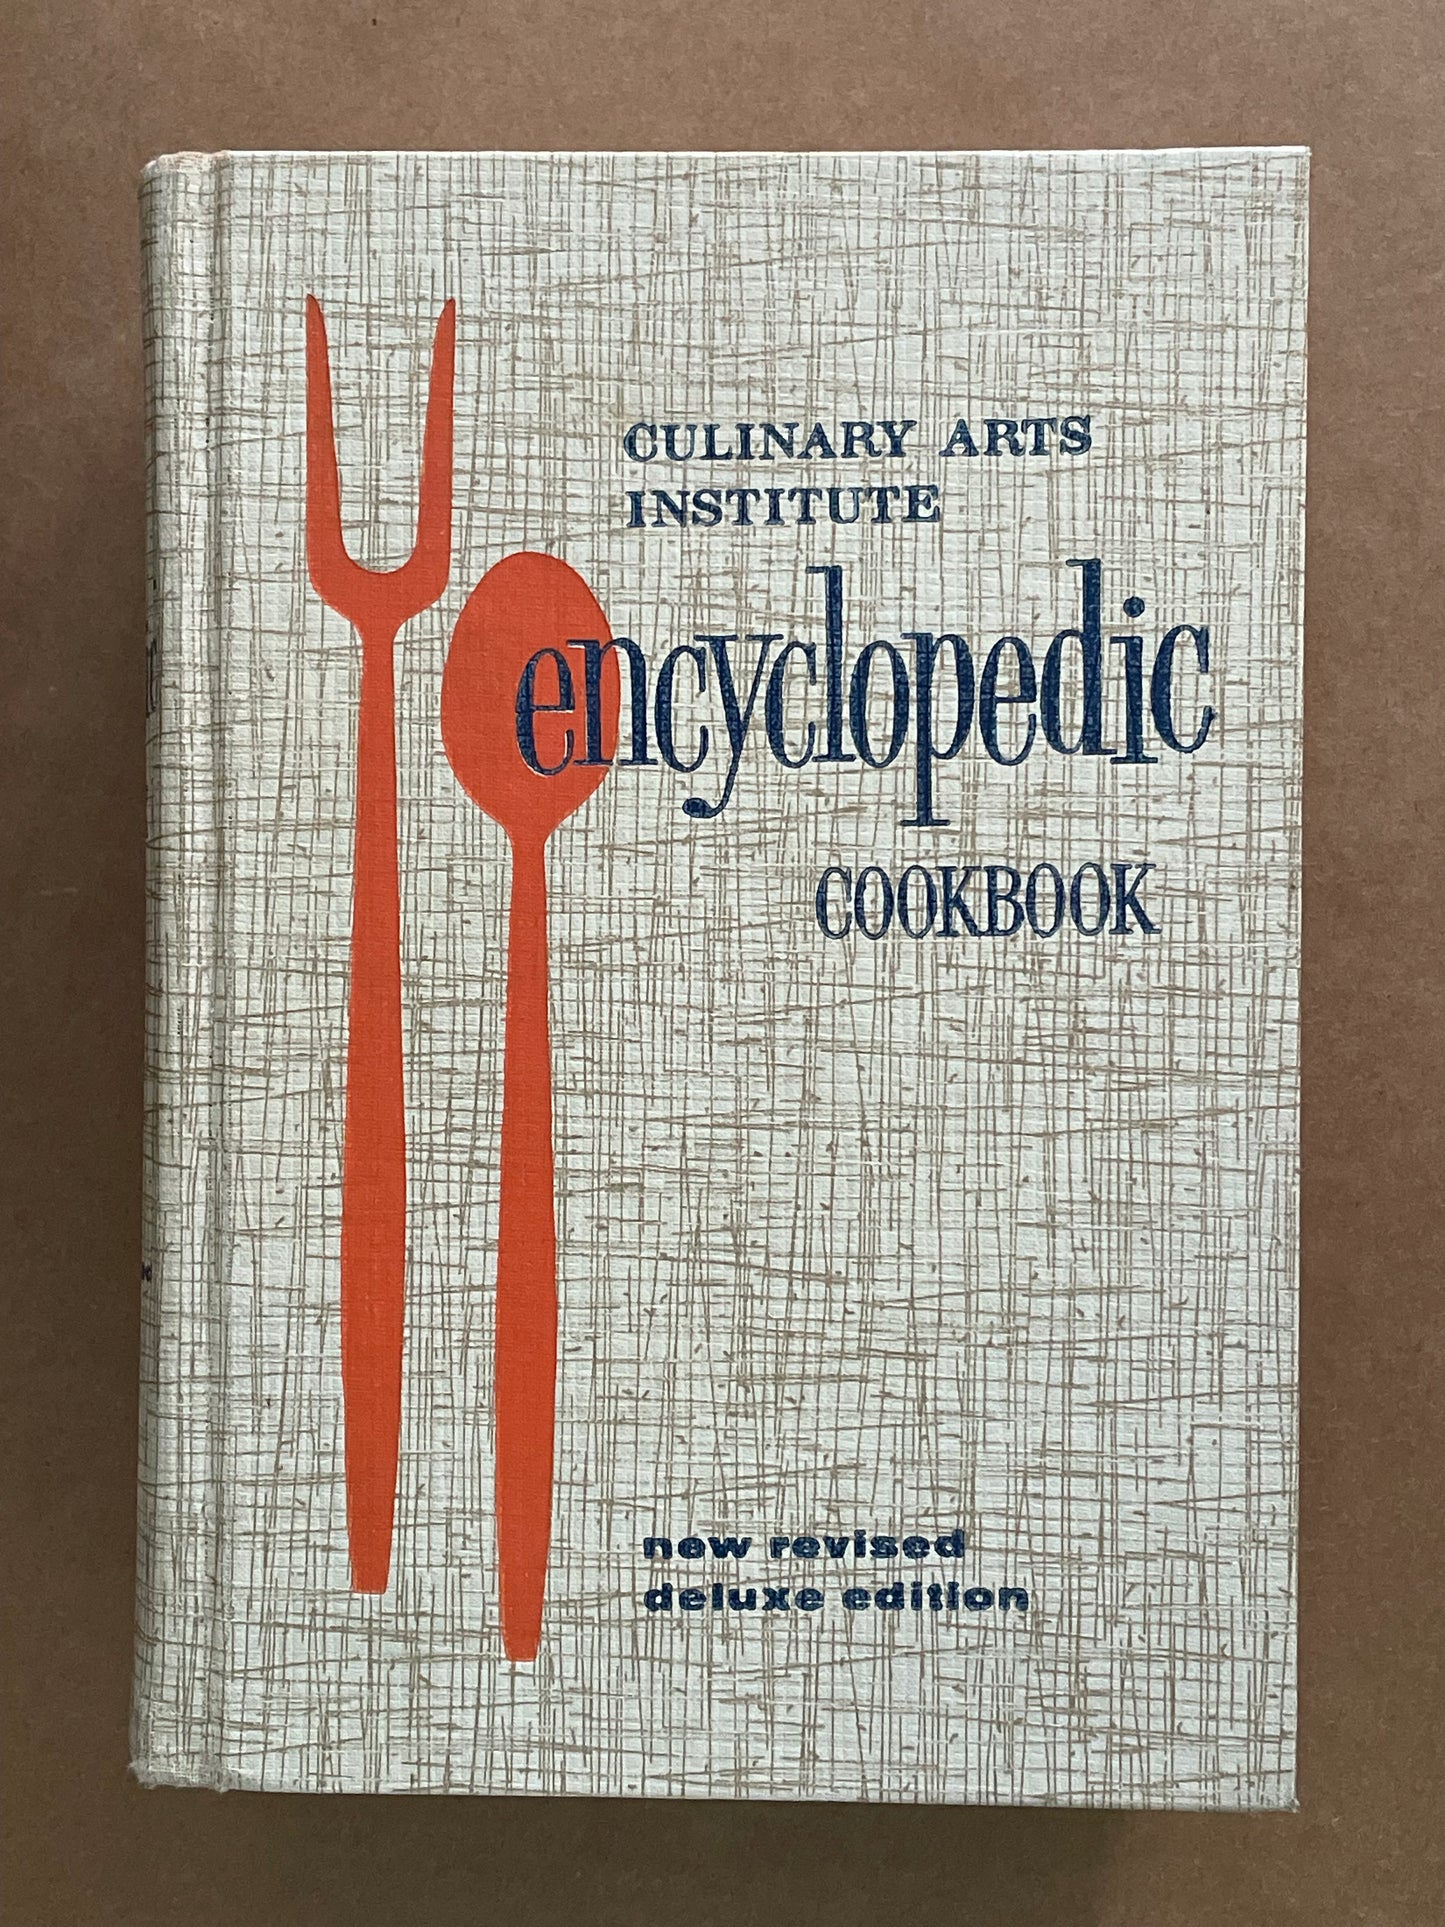 CULINARY ARTS
INSTITUTE
encyclopedic
COOKBOOK
new revised
deluxe edition